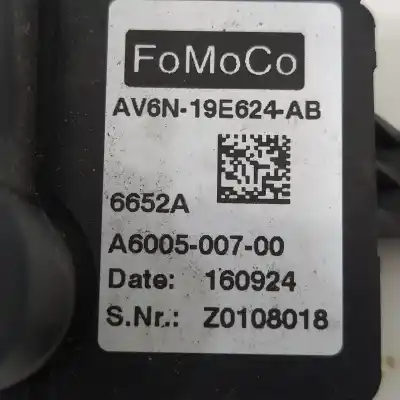 FoMoCo
AV6N-19E624-AB
6652A
A6005-007-00
Date: 160924
S.Nr.: Z0108018